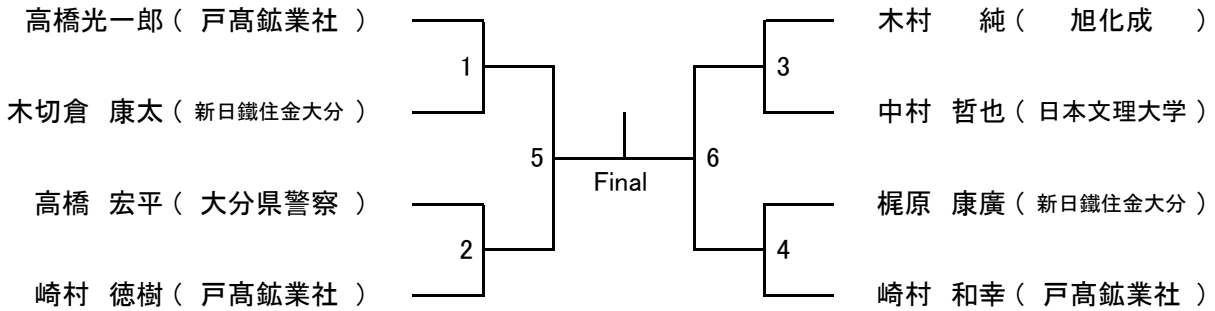 高橋光一郎 ( 戸髙鉱業社 )
1
木切倉 康太 ( 新日鐵住金大分 )
5
高橋 宏平 ( 大分県警察 )
2
崎村 徳樹 ( 戸髙鉱業社 )
Final
木村 純 ( 旭化成 )
3
中村 哲也 ( 日本文理大学 )
6
梶原 康廣 ( 新日鐵住金大分 )
4
崎村 和幸 ( 戸髙鉱業社 )